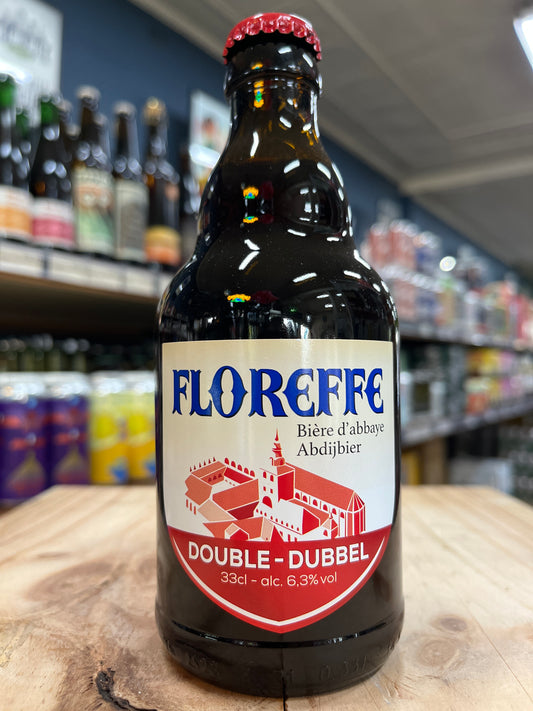 FLOREFFE
Bière d'abbaye
Abdijbier
DOUBLE - DUBBEL
33cl - alc. 6,3% vol